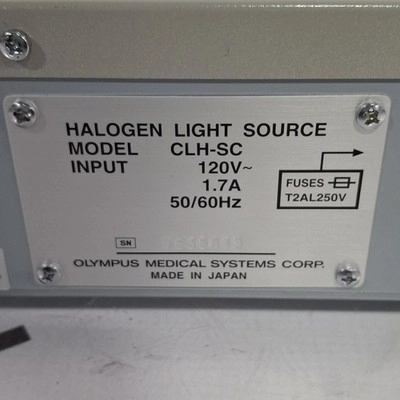 HALOGEN LIGHT SOURCE
MODEL CLH-SC
INPUT 120V~
1.7A
50/60Hz
FUSES
T2AL250V
SN
OLYMPUS MEDICAL SYSTEMS CORP.
MADE IN JAPAN